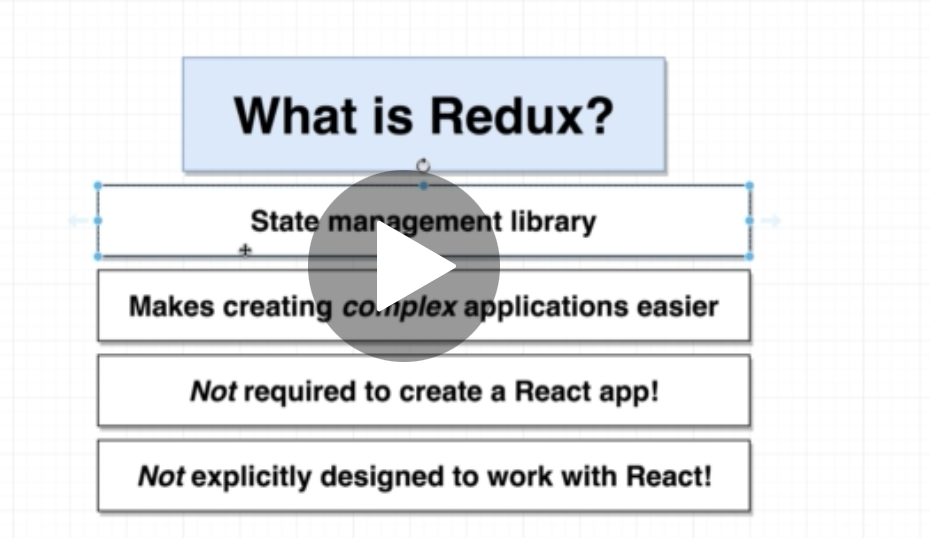 What is Redux?
State management library
Makes creating complex applications easier
Not required to create a React app!
Not explicitly designed to work with React!